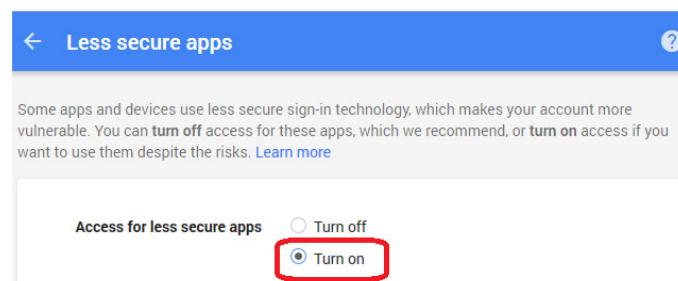 Less secure apps
?
Some apps and devices use less secure sign-in technology, which makes your account more
vulnerable. You can turn off access for these apps, which we recommend, or turn on access if you
want to use them despite the risks. Learn more
Access for less secure apps
Turn off
Turn on